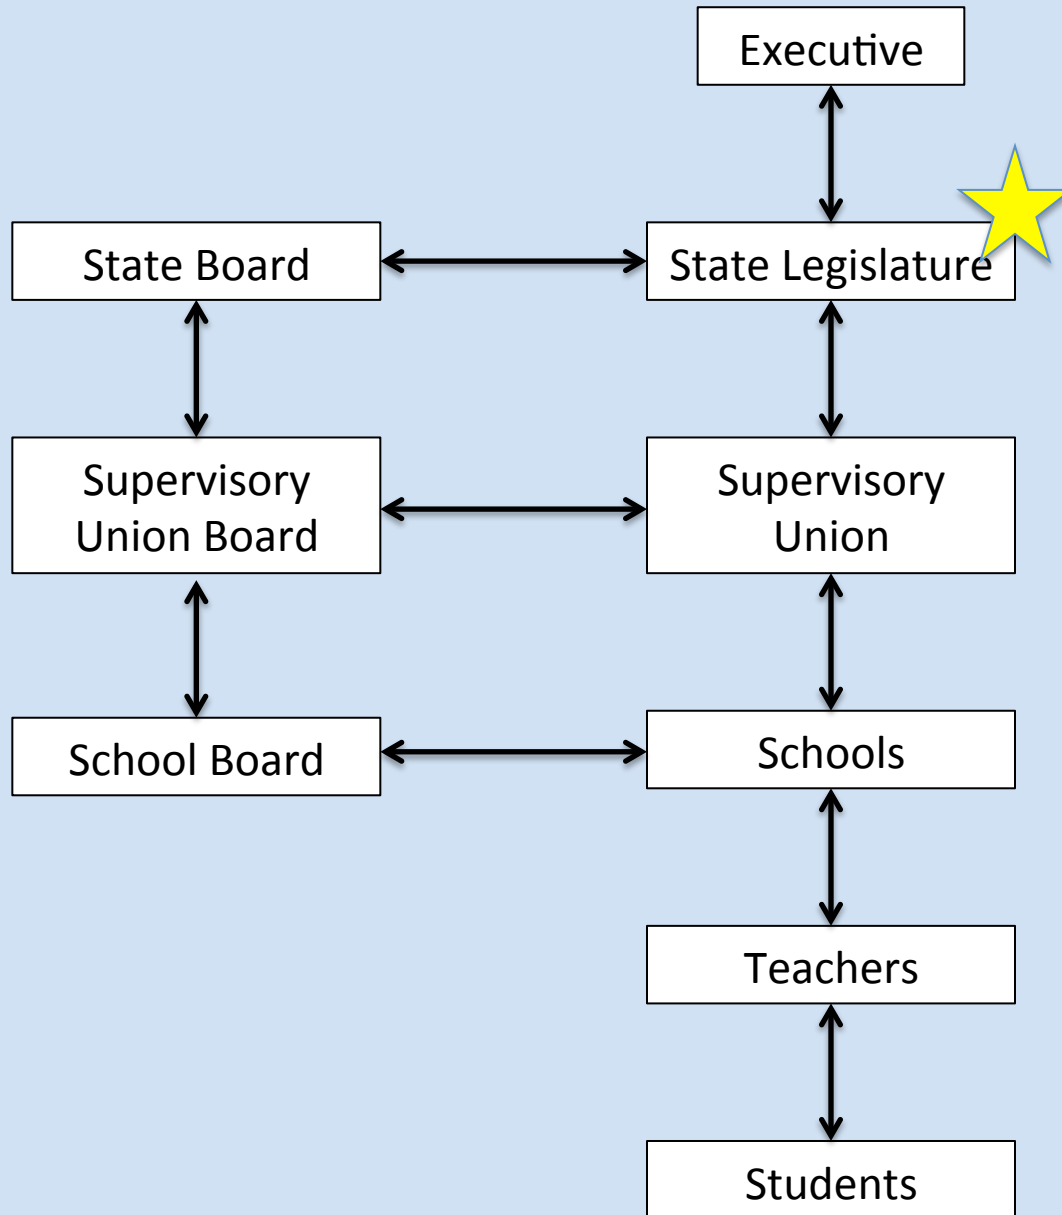 Executive
State Board
State Legislature
Supervisory
Union Board
Supervisory
Union
School Board
Schools
Teachers
Students